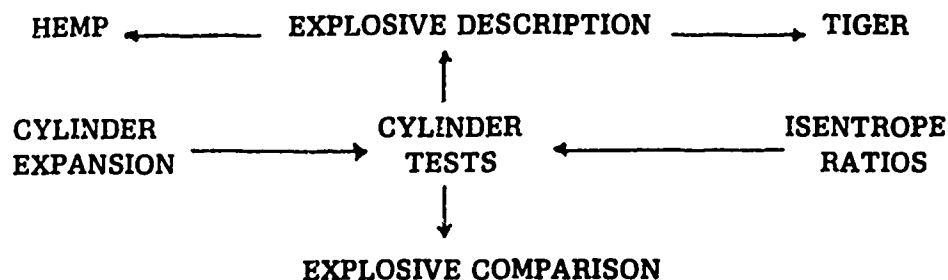 HEMP EXPLOSIVE DESCRIPTION TIGER
CYLINDER CYLINDER ISENTROPE
EXPANSION TESTS RATIOS
EXPLOSIVE COMPARISON